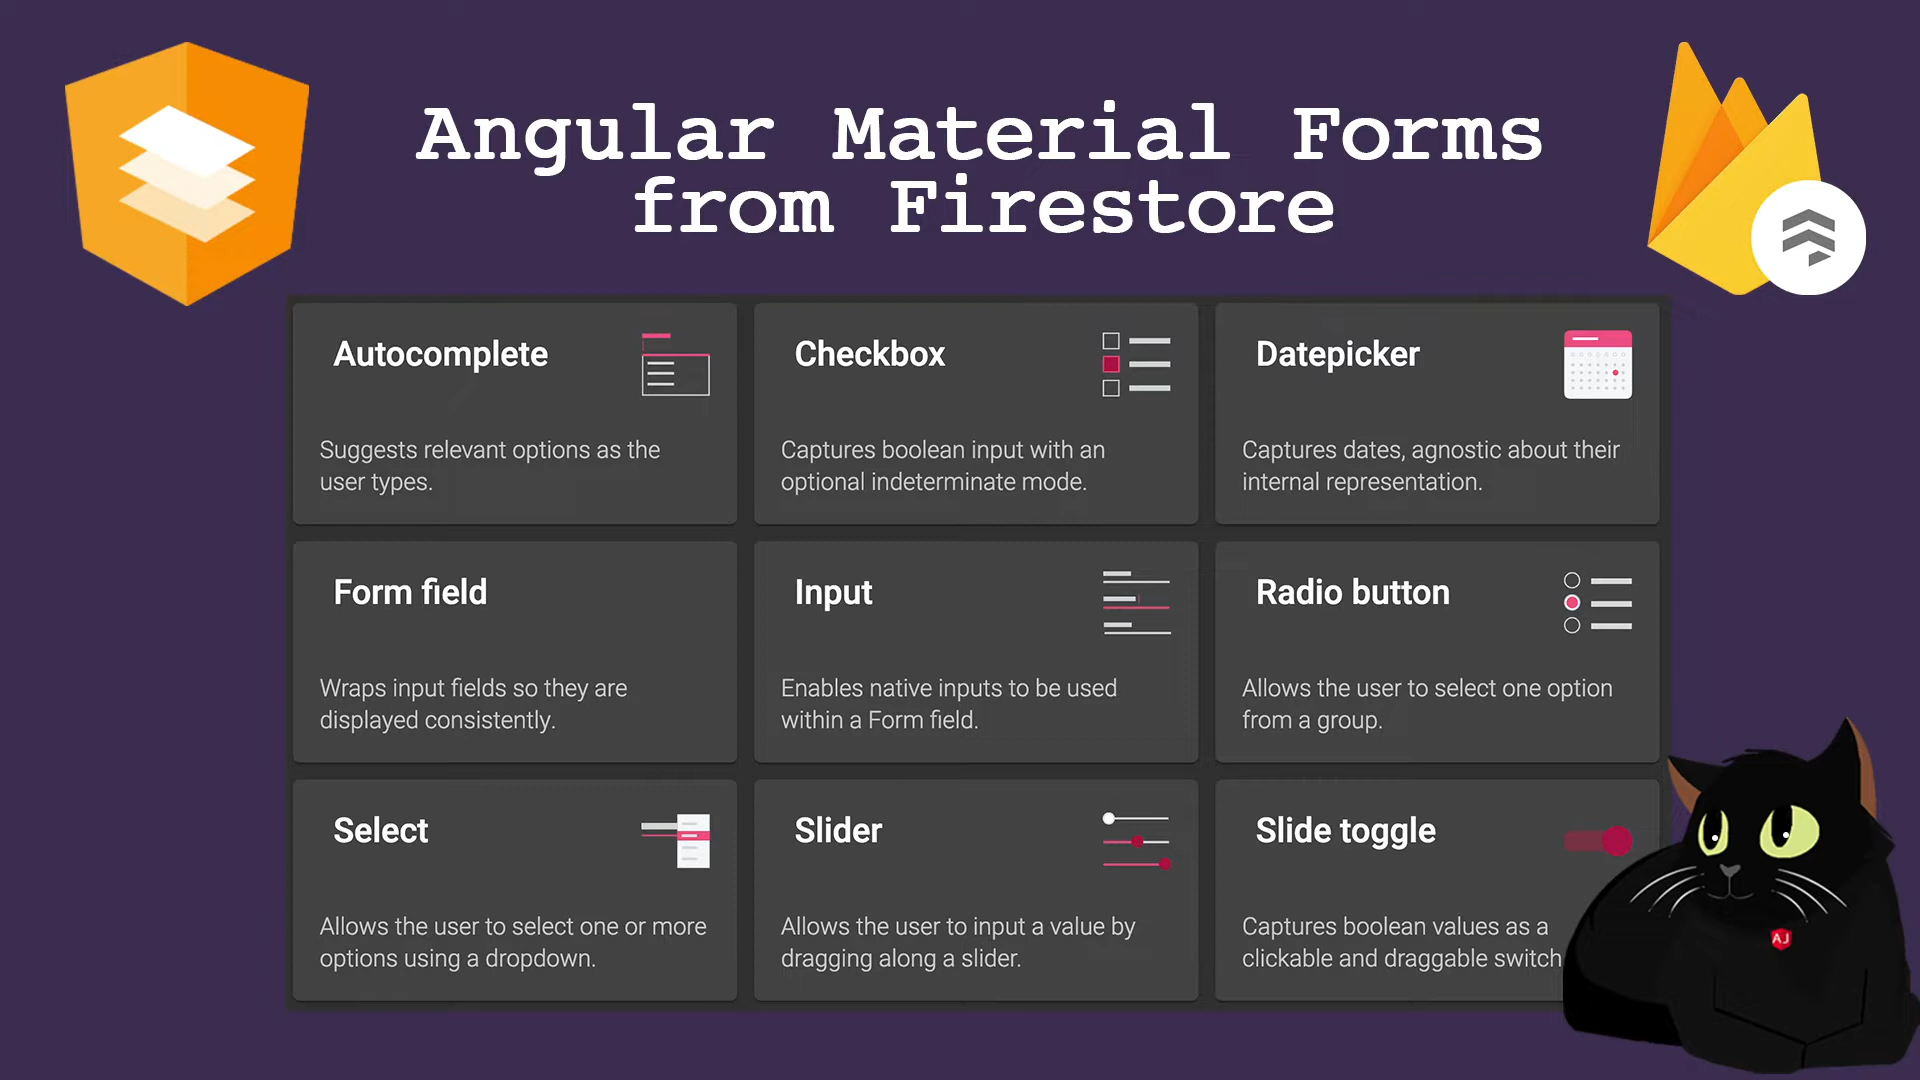 Angular Material Forms
from Firestore
Autocomplete
Suggests relevant options as the
user types.
Checkbox
Captures boolean input with an
optional indeterminate mode.
Datepicker
Captures dates, agnostic about their
internal representation.
Form field
Wraps input fields so they are
displayed consistently.
Input
Enables native inputs to be used
within a Form field.
Radio button
Allows the user to select one option
from a group.
Select
Allows the user to select one or more
options using a dropdown.
Slider
Allows the user to input a value by
dragging along a slider.
Slide toggle
Captures boolean values as a
clickable and draggable switch
AJ